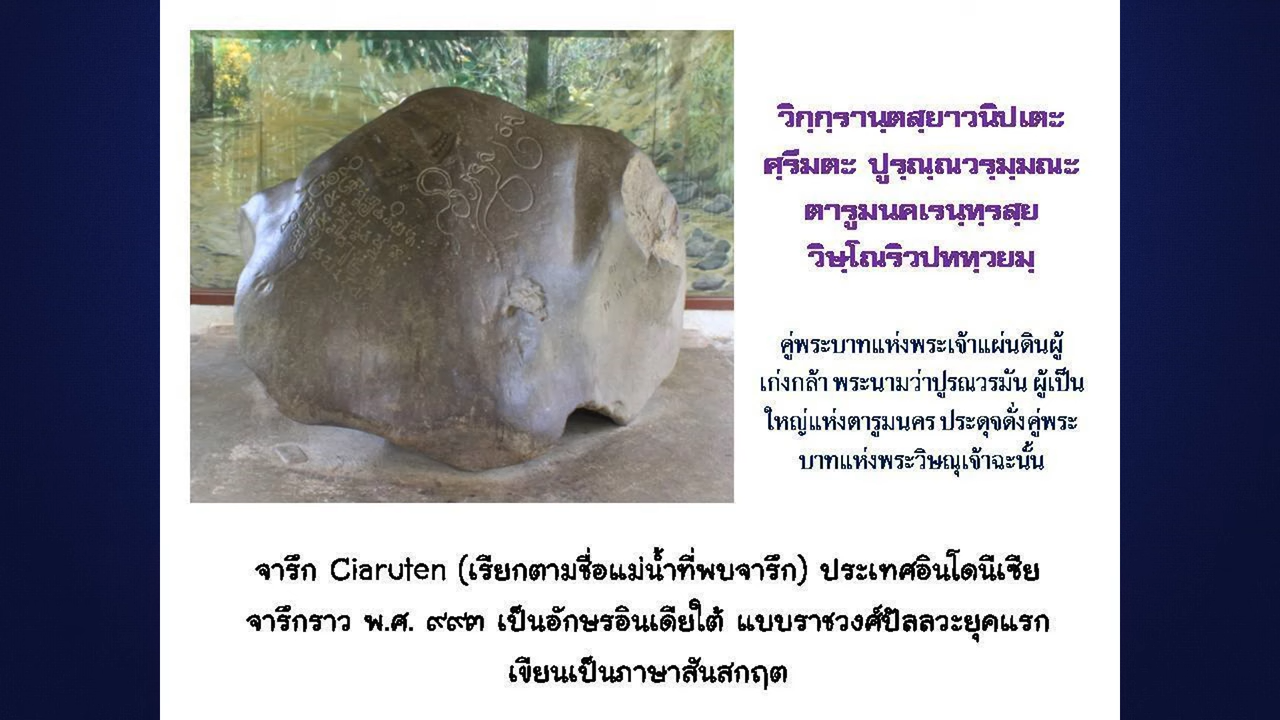 วิกฺกฺรานฺตสฺยาวนิปเตะ
ศฺรีมตะ ปูรฺณฺณวรฺมฺมณะ
ตารูมนคเรนฺทฺรสฺย
วิษฺโณริวปททฺวยมฺ
คู่พระบาทแห่งพระเจ้าแผ่นดินผู้
เก่งกล้า พระนามว่าปูรณวรมัน ผู้เป็น
ใหญ่แห่งตารูมนคร ประดุจดั่งคู่พระ
บาทแห่งพระวิษณุเจ้าฉะนั้น
จารึก Ciaruten (เรียกตามชื่อแม่น้ำที่พบจารึก) ประเทศอินโดนีเซีย
จารึกราว พ.ศ. ๙๙๓ เป็นอักษรอินเดียใต้ แบบราชวงศ์ปัลลวะยุคแรก
เขียนเป็นภาษาสันสกฤต